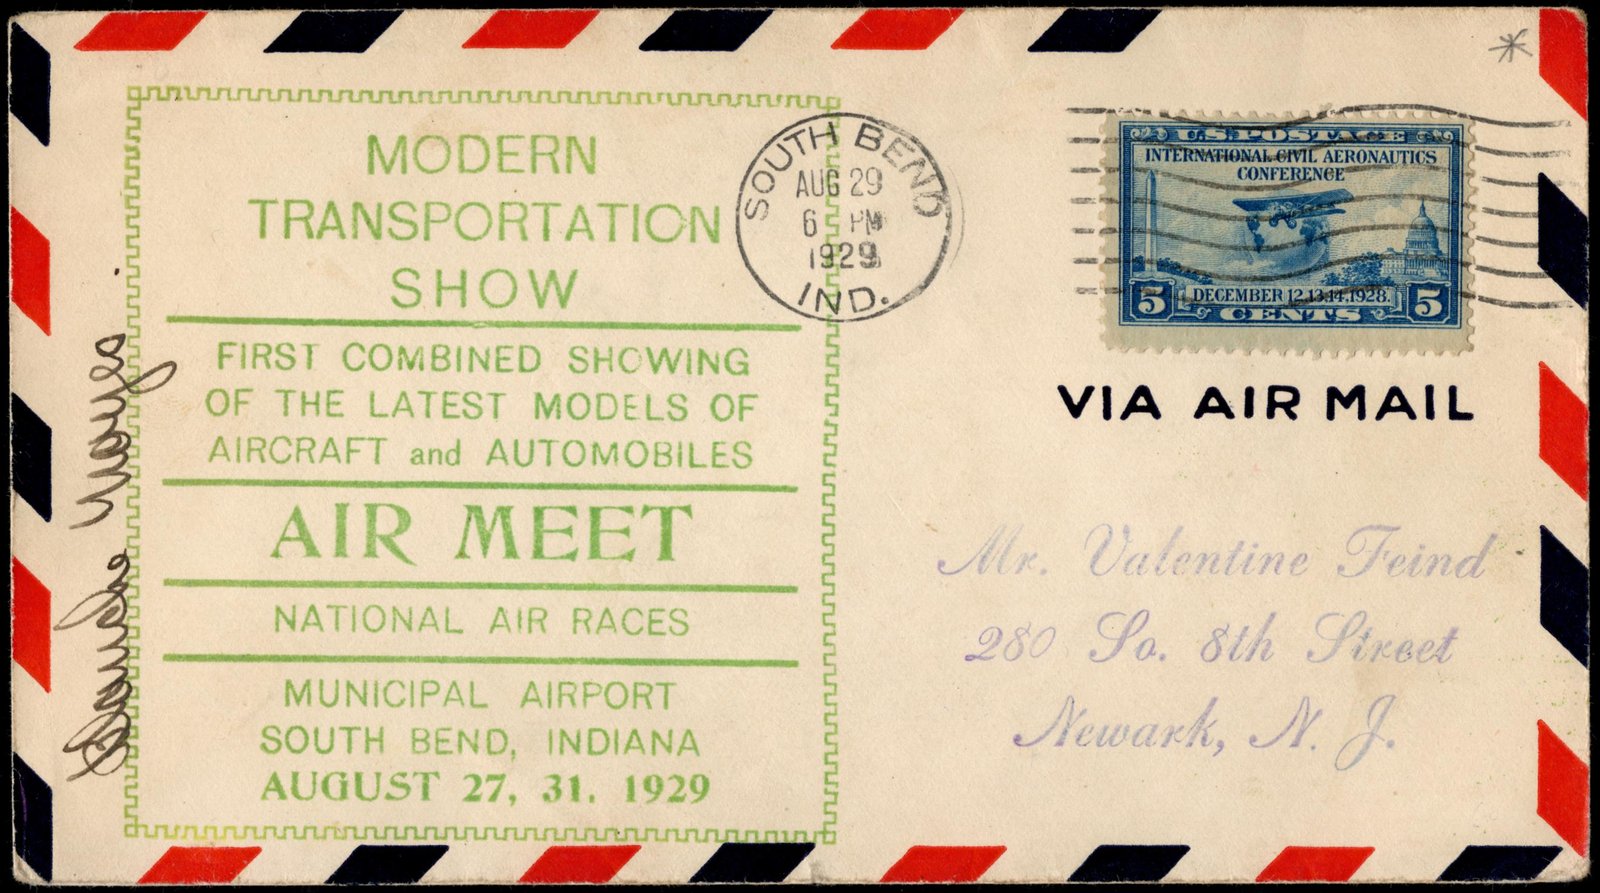 MODERN
TRANSPORTATION
SHOW
FIRST COMBINED SHOWING
OF THE LATEST MODELS OF
AIRCRAFT and AUTOMOBILES
AIR MEET
NATIONAL AIR RACES
MUNICIPAL AIRPORT
SOUTH BEND, INDIANA
AUGUST 27, 31. 1929
SOUTH BEND
AUG 29
6 PM
1929
IND.
U.S. POSTAGE
INTERNATIONAL CIVIL AERONAUTICS
CONFERENCE
5 DECEMBER 12.13.14.1928. 5
CENTS
VIA AIR MAIL
Mr. Valentine Feind
280 So. 8th Street
Newark, N. J.